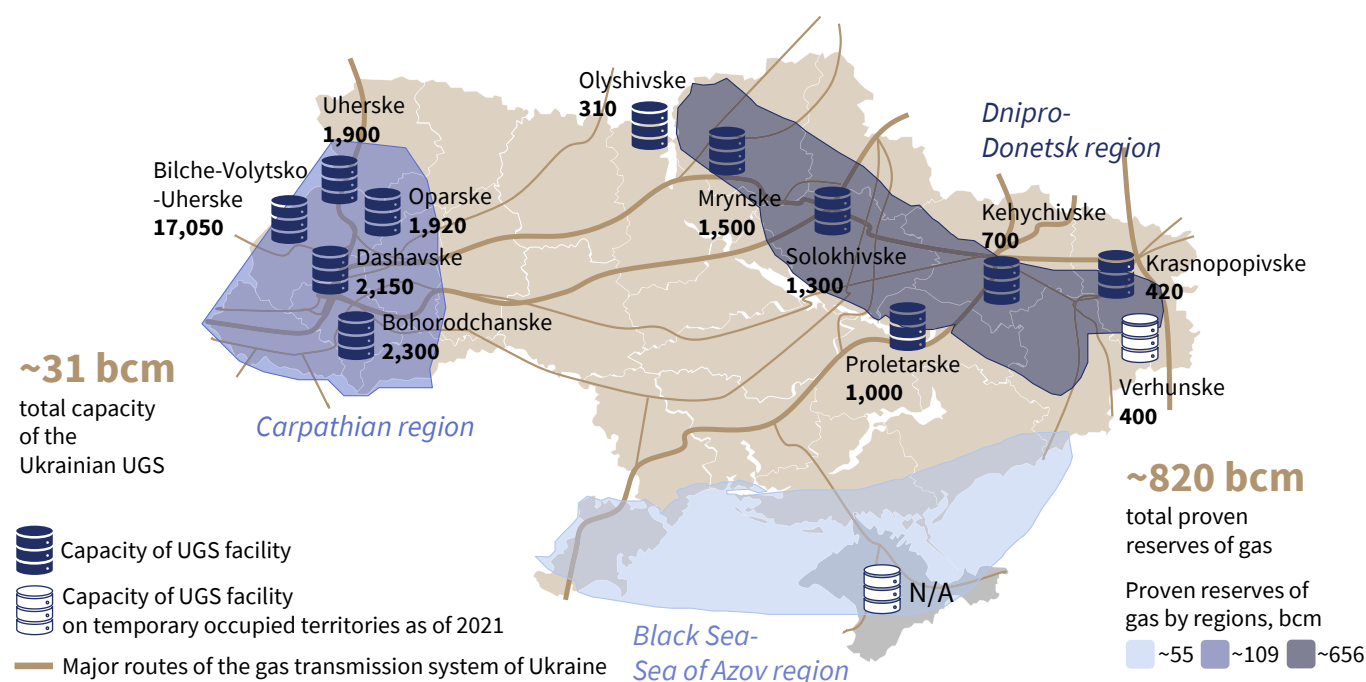 Olyshivske
310
Uherske
1,900
Dnipro-
Donetsk region
Bilche-Volytsko
-Uherske
17,050
Oparske
1,920
Mrynske
1,500
Kehychivske
700
Dashavske
2,150
Solokhivske
1,300
Krasnopopivske
420
Bohorodchanske
2,300
Proletarske
1,000
Verhunske
400
~31 bcm
total capacity
of the
Ukrainian UGS
Carpathian region
~820 bcm
total proven
reserves of gas
Proven reserves of
gas by regions, bcm
~55
~109
~656
Capacity of UGS facility
Capacity of UGS facility
on temporary occupied territories as of 2021
Major routes of the gas transmission system of Ukraine
N/A
Black Sea-
Sea of Azov region